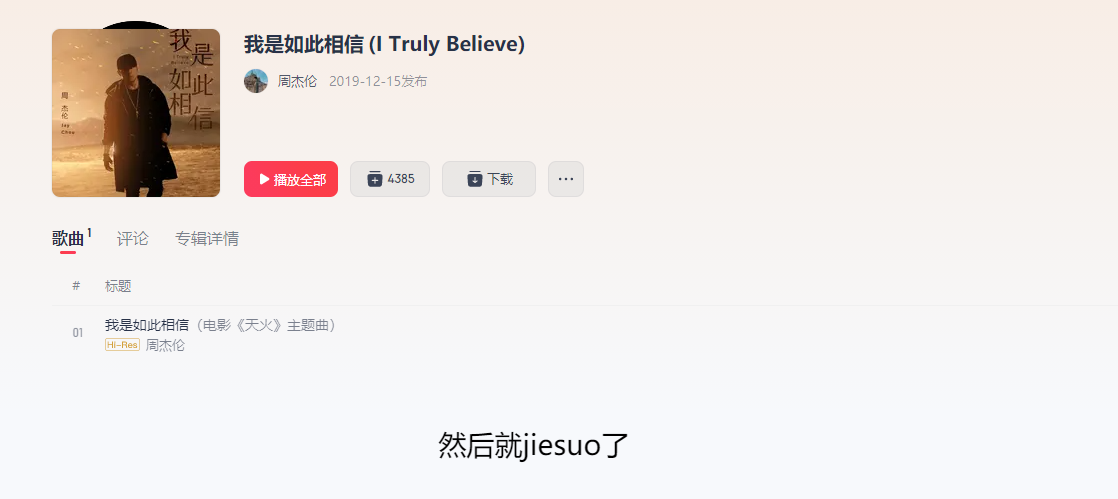 我是如此相信
I Truly Believe
周杰伦
Jay Chou
我是如此相信 (I Truly Believe)
周杰伦 2019-12-15发布
播放全部 4385 下载 ...
歌曲1 评论 专辑详情
# 标题
01 我是如此相信（电影《天火》主题曲）
Hi-Res 周杰伦
然后就jiesuo了